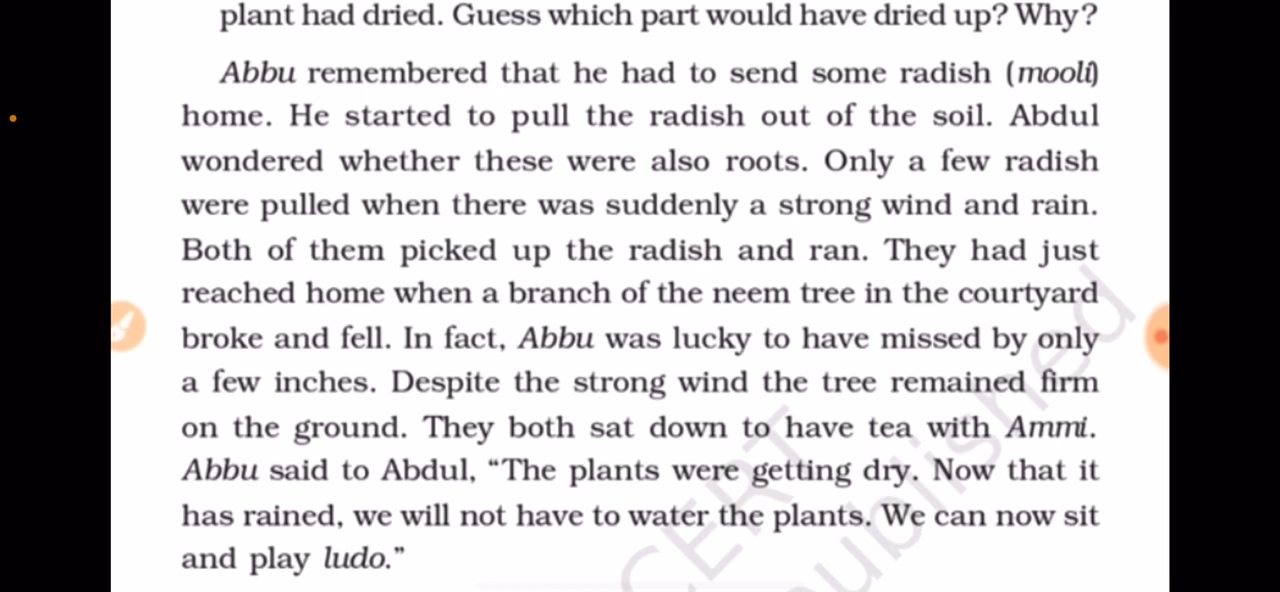 plant had dried. Guess which part would have dried up? Why?
Abbu remembered that he had to send some radish (mooli)
home. He started to pull the radish out of the soil. Abdul
wondered whether these were also roots. Only a few radish
were pulled when there was suddenly a strong wind and rain.
Both of them picked up the radish and ran. They had just
reached home when a branch of the neem tree in the courtyard
broke and fell. In fact, Abbu was lucky to have missed by only
a few inches. Despite the strong wind the tree remained firm
on the ground. They both sat down to have tea with Ammi.
Abbu said to Abdul, “The plants were getting dry. Now that it
has rained, we will not have to water the plants. We can now sit
and play ludo.”
CERT
published